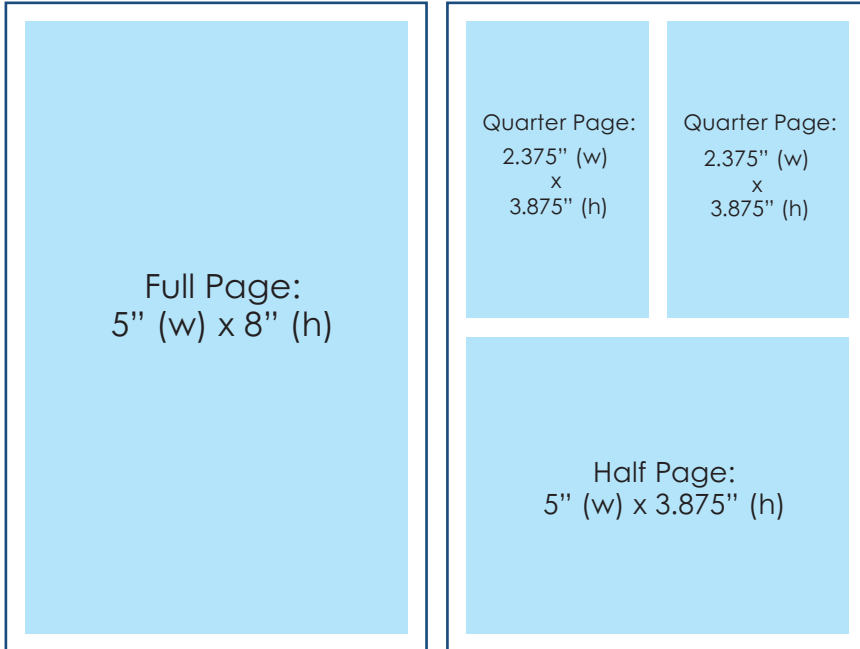 Full Page:
5” (w) x 8” (h)
Quarter Page:
2.375” (w)
x
3.875” (h)
Quarter Page:
2.375” (w)
x
3.875” (h)
Half Page:
5” (w) x 3.875” (h)